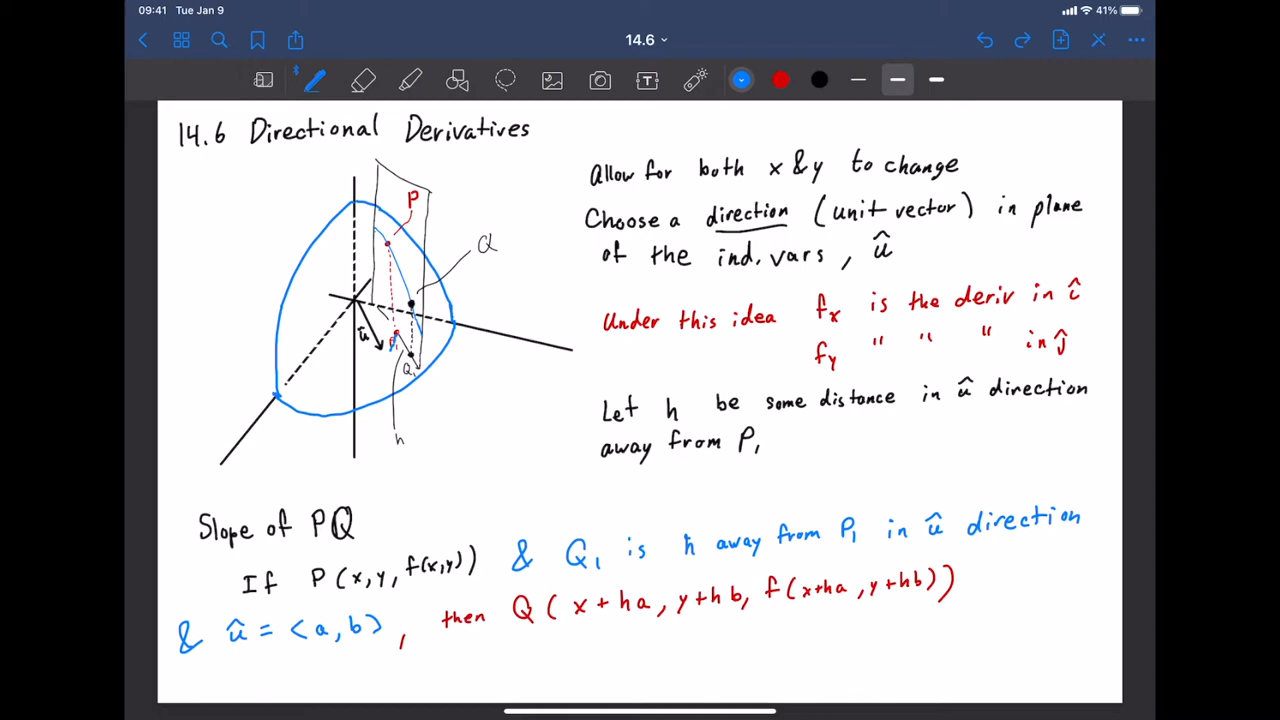 09:41 Tue Jan 9
41%
14.6
14.6 Directional Derivatives
P
Q
û
P₁
Q₁
h
Allow for both x & y to change
Choose a direction (unit vector) in plane
of the ind. vars, û
Under this idea fx is the deriv in î
fy " " " in ĵ
Let h be some distance in û direction
away from P₁
Slope of PQ
If P(x, y, f(x,y)) & Q₁ is h away from P₁ in û direction
& û = <a, b>, then Q(x+ha, y+hb, f(x+ha, y+hb))